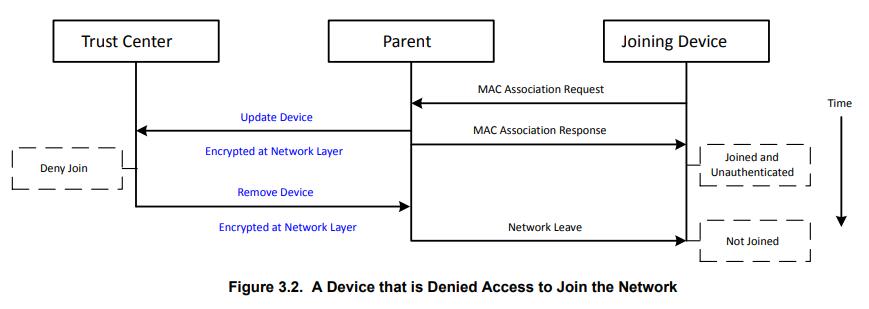 Trust Center
Parent
Joining Device
MAC Association Request
Time
Update Device
MAC Association Response
Encrypted at Network Layer
Deny Join
Joined and
Unauthenticated
Remove Device
Encrypted at Network Layer
Network Leave
Not Joined
Figure 3.2. A Device that is Denied Access to Join the Network